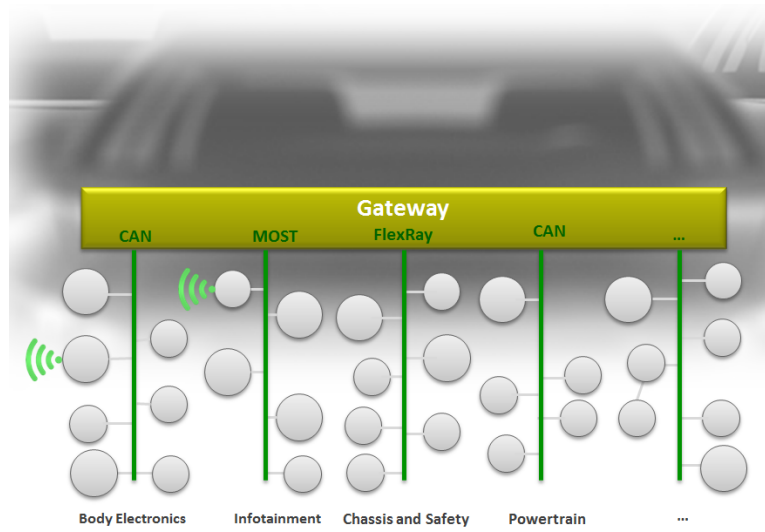 Gateway
CAN MOST FlexRay CAN ...
Body Electronics Infotainment Chassis and Safety Powertrain ...